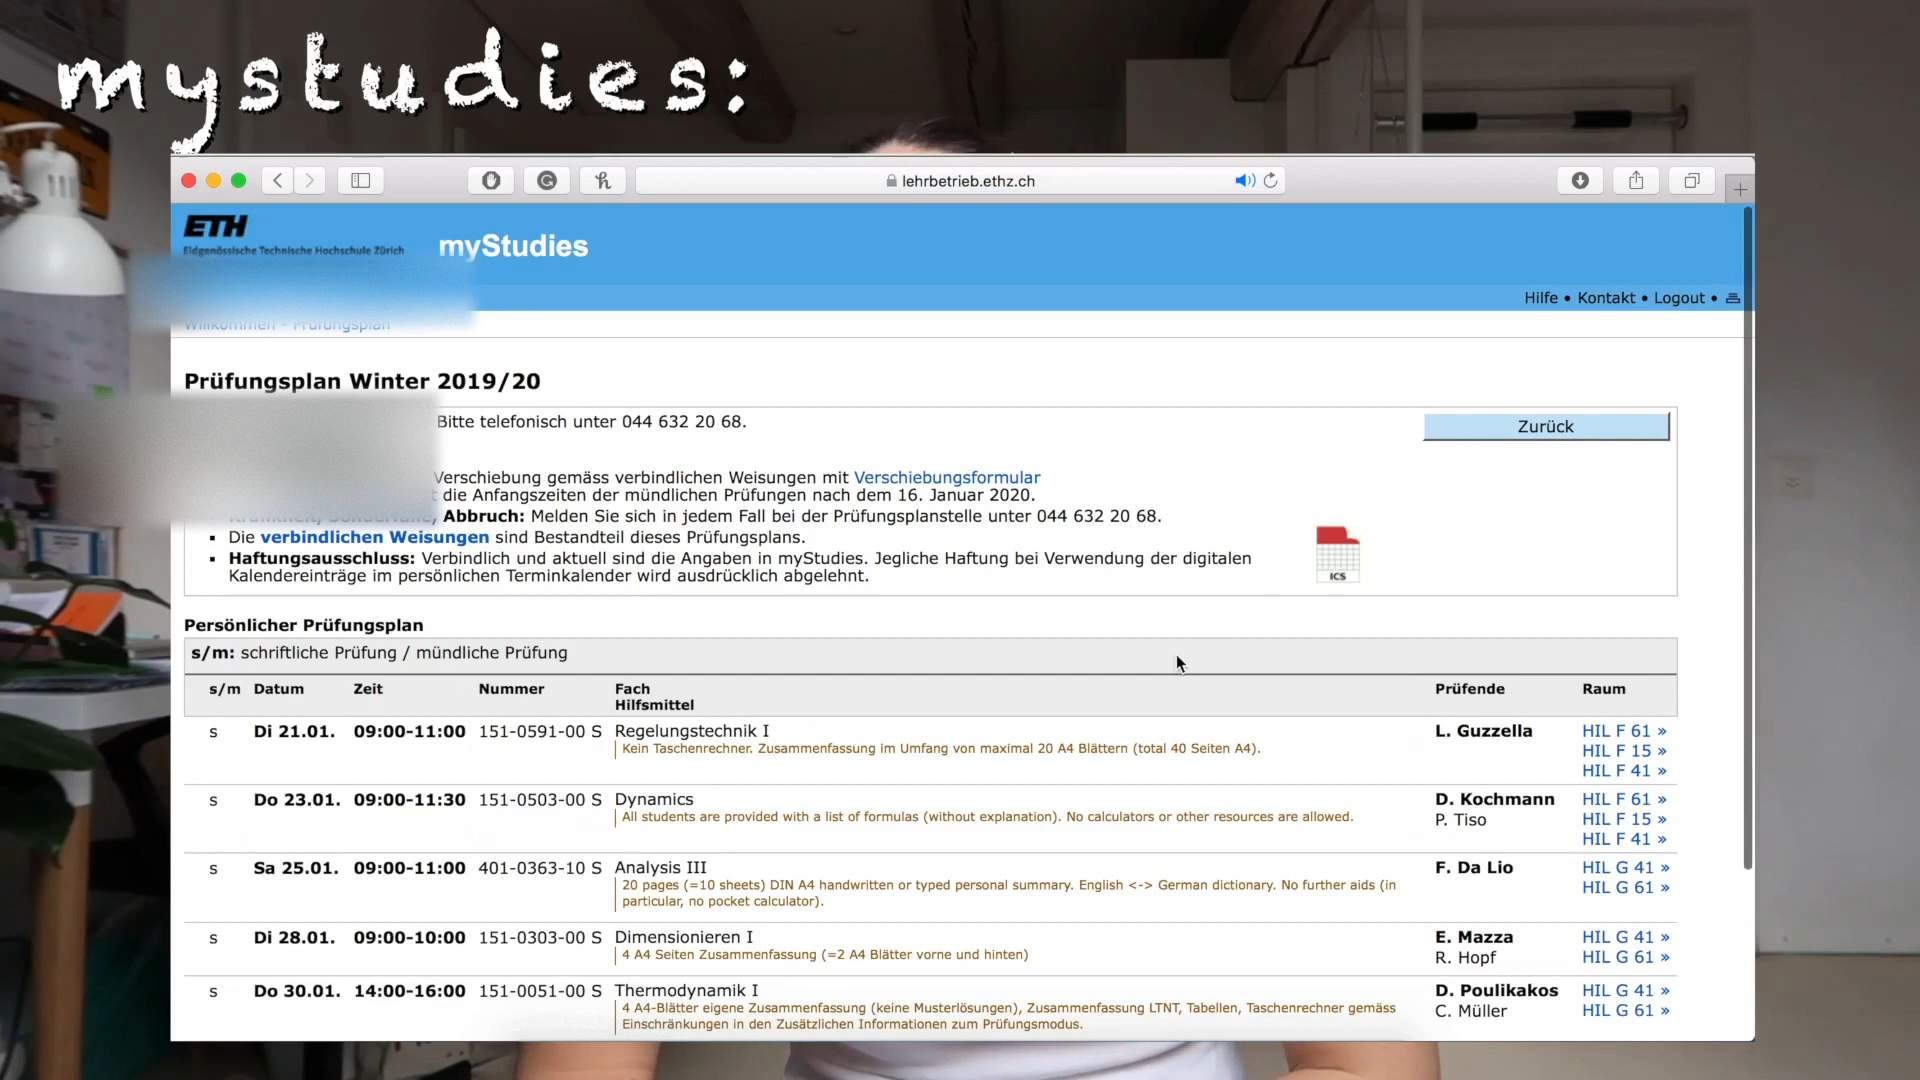 mystudies:
lehrbetrieb.ethz.ch
ETH
Eidgenössische Technische Hochschule Zürich
myStudies
Hilfe • Kontakt • Logout •
Willkommen - Prüfungsplan
Prüfungsplan Winter 2019/20
Bitte telefonisch unter 044 632 20 68.
Zurück
Verschiebung gemäss verbindlichen Weisungen mit Verschiebungsformular
die Anfangszeiten der mündlichen Prüfungen nach dem 16. Januar 2020.
Abbruch: Melden Sie sich in jedem Fall bei der Prüfungsplanstelle unter 044 632 20 68.
▪ Die verbindlichen Weisungen sind Bestandteil dieses Prüfungsplans.
▪ Haftungsausschluss: Verbindlich und aktuell sind die Angaben in myStudies. Jegliche Haftung bei Verwendung der digitalen
Kalendereinträge im persönlichen Terminkalender wird ausdrücklich abgelehnt.
ICS
Persönlicher Prüfungsplan
s/m: schriftliche Prüfung / mündliche Prüfung
s/m Datum Zeit Nummer Fach Prüfende Raum
Hilfsmittel
s Di 21.01. 09:00-11:00 151-0591-00 S Regelungstechnik I L. Guzzella HIL F 61 »
Kein Taschenrechner. Zusammenfassung im Umfang von maximal 20 A4 Blättern (total 40 Seiten A4). HIL F 15 »
HIL F 41 »
s Do 23.01. 09:00-11:30 151-0503-00 S Dynamics D. Kochmann HIL F 61 »
All students are provided with a list of formulas (without explanation). No calculators or other resources are allowed. P. Tiso HIL F 15 »
HIL F 41 »
s Sa 25.01. 09:00-11:00 401-0363-10 S Analysis III F. Da Lio HIL G 41 »
20 pages (=10 sheets) DIN A4 handwritten or typed personal summary. English <-> German dictionary. No further aids (in HIL G 61 »
particular, no pocket calculator).
s Di 28.01. 09:00-10:00 151-0303-00 S Dimensionieren I E. Mazza HIL G 41 »
4 A4 Seiten Zusammenfassung (=2 A4 Blätter vorne und hinten) R. Hopf HIL G 61 »
s Do 30.01. 14:00-16:00 151-0051-00 S Thermodynamik I D. Poulikakos HIL G 41 »
4 A4-Blätter eigene Zusammenfassung (keine Musterlösungen), Zusammenfassung LTNT, Tabellen, Taschenrechner gemäss C. Müller HIL G 61 »
Einschränkungen in den Zusätzlichen Informationen zum Prüfungsmodus.